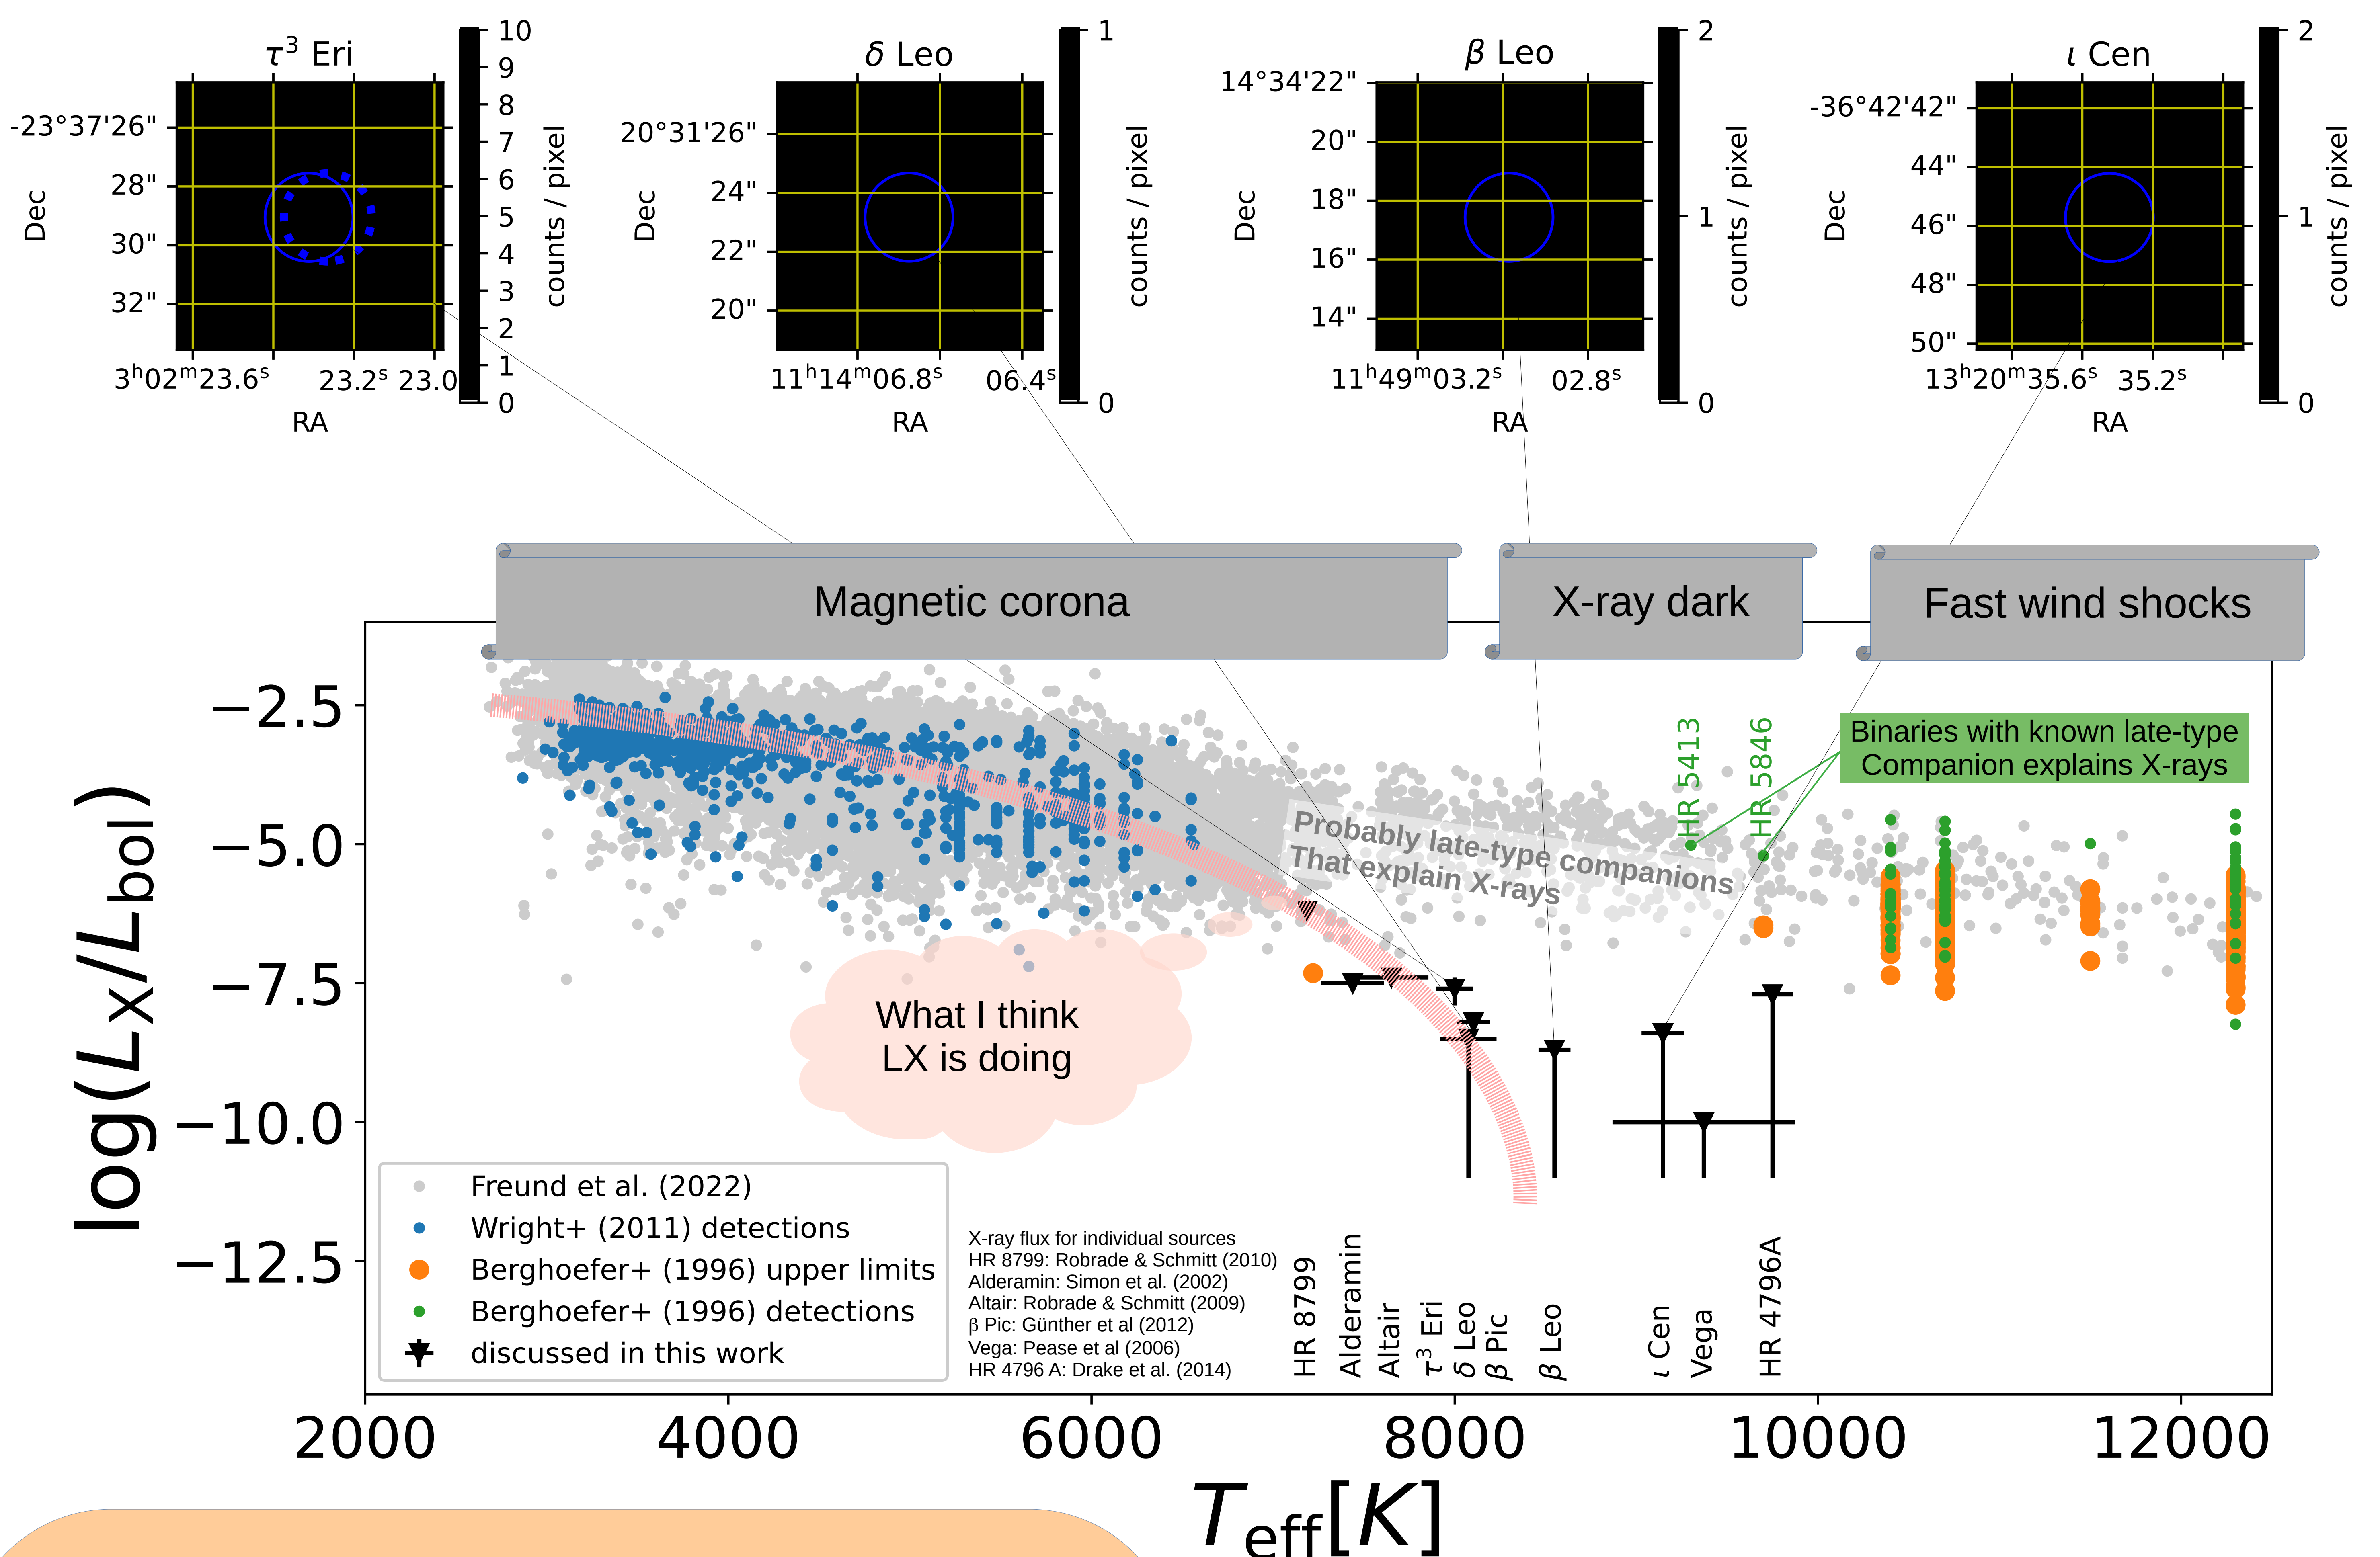 τ³ Eri
-23°37'26"
28"
30"
32"
Dec
3ʰ02ᵐ23.6ˢ 23.2ˢ 23.0
RA
10
9
8
7
6
5
4
3
2
1
0
counts / pixel
δ Leo
20°31'26"
24"
22"
20"
Dec
11ʰ14ᵐ06.8ˢ 06.4ˢ
RA
1
0
counts / pixel
β Leo
14°34'22"
20"
18"
16"
14"
Dec
11ʰ49ᵐ03.2ˢ 02.8ˢ
RA
2
1
0
counts / pixel
ι Cen
-36°42'42"
44"
46"
48"
50"
Dec
13ʰ20ᵐ35.6ˢ 35.2ˢ
RA
2
1
0
counts / pixel
Magnetic corona
X-ray dark
Fast wind shocks
log(Lx/Lbol)
−2.5
−5.0
−7.5
−10.0
−12.5
HR 5413
HR 5846
Binaries with known late-type
Companion explains X-rays
Probably late-type companions
That explain X-rays
What I think
LX is doing
Freund et al. (2022)
Wright+ (2011) detections
Berghoefer+ (1996) upper limits
Berghoefer+ (1996) detections
discussed in this work
X-ray flux for individual sources
HR 8799: Robrade & Schmitt (2010)
Alderamin: Simon et al. (2002)
Altair: Robrade & Schmitt (2009)
β Pic: Günther et al (2012)
Vega: Pease et al (2006)
HR 4796 A: Drake et al. (2014)
HR 8799
Alderamin
Altair
τ³ Eri
δ Leo
β Pic
β Leo
ι Cen
Vega
HR 4796A
2000 4000 6000 8000 10000 12000
Teff[K]